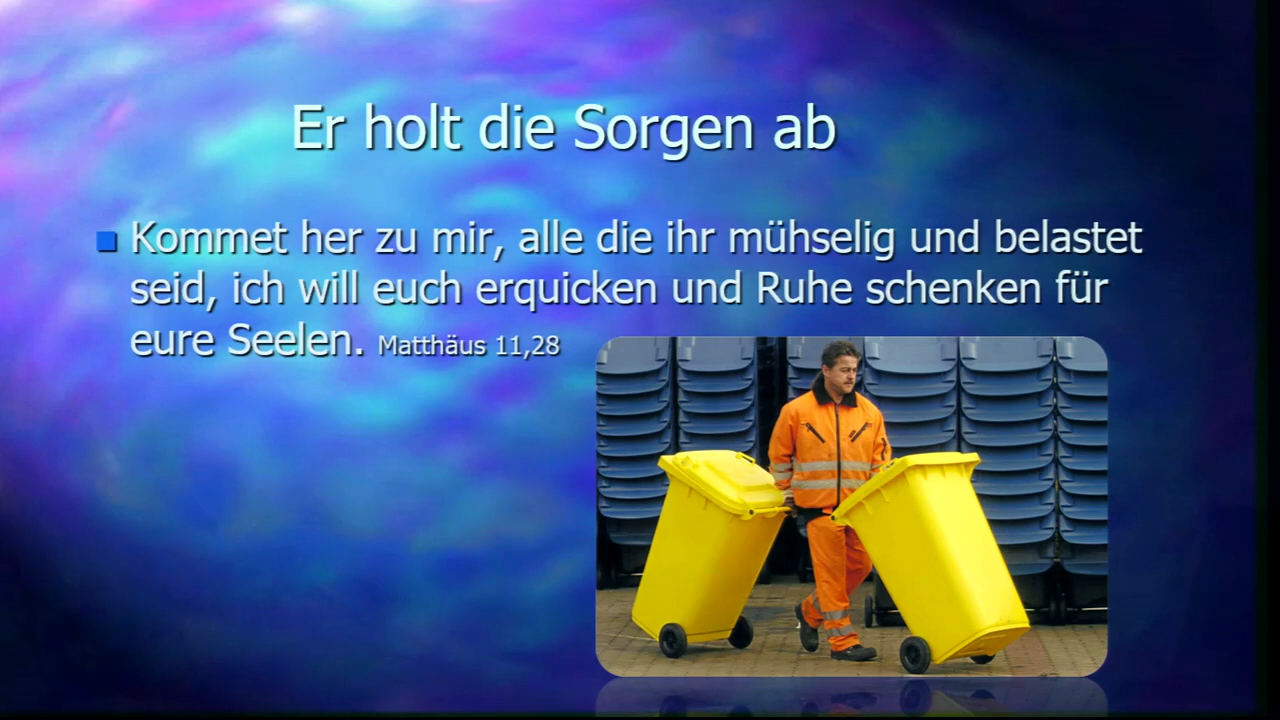 Er holt die Sorgen ab
Kommet her zu mir, alle die ihr mühselig und belastet
seid, ich will euch erquicken und Ruhe schenken für
eure Seelen. Matthäus 11,28